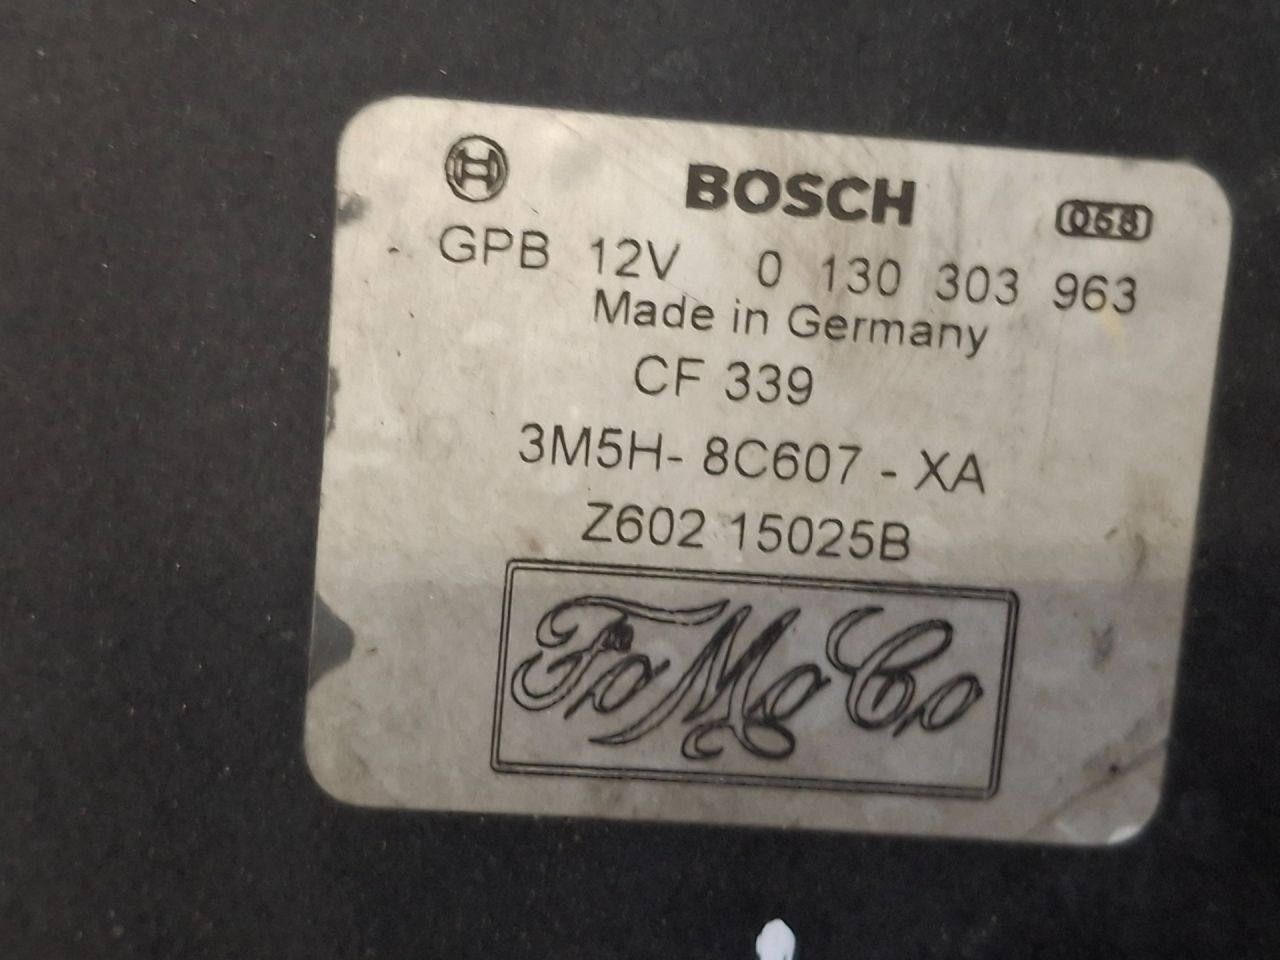 BOSCH
068
GPB 12V 0 130 303 963
Made in Germany
CF 339
3M5H- 8C607 - XA
Z602 15025B
FoMoCo